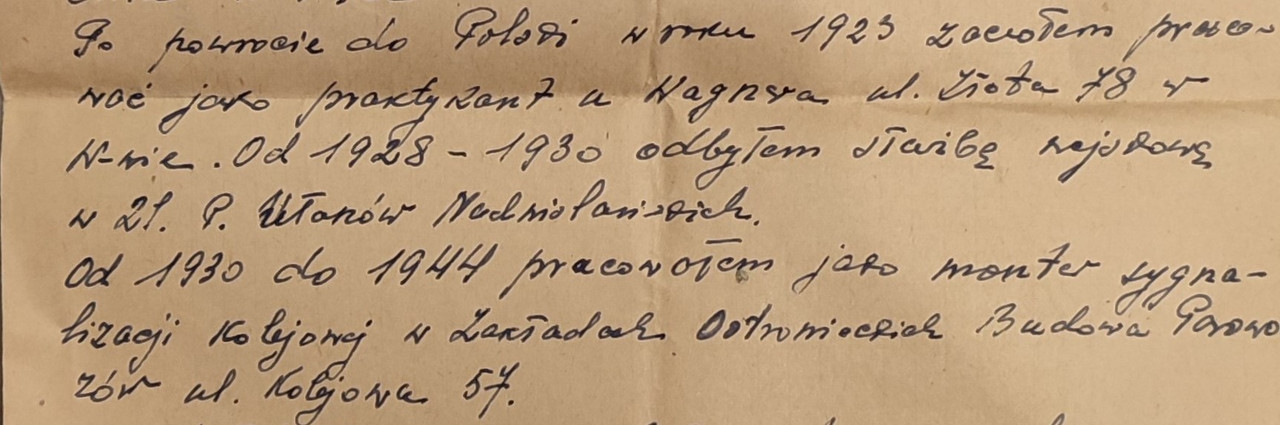 Po powrocie do Polski w roku 1923 zacząłem praco-
wać jako praktykant u Wagnera ul. Złota 78 w
W-wie. Od 1928 - 1930 odbyłem służbę wojskową
w 21. P. Ułanów Nadwiślańskich.
Od 1930 do 1944 pracowałem jako monter sygna-
lizacji Kolejowej w Zakładach Ostrowieckich Budowa Parowo
zów ul. Kolejowa 57.